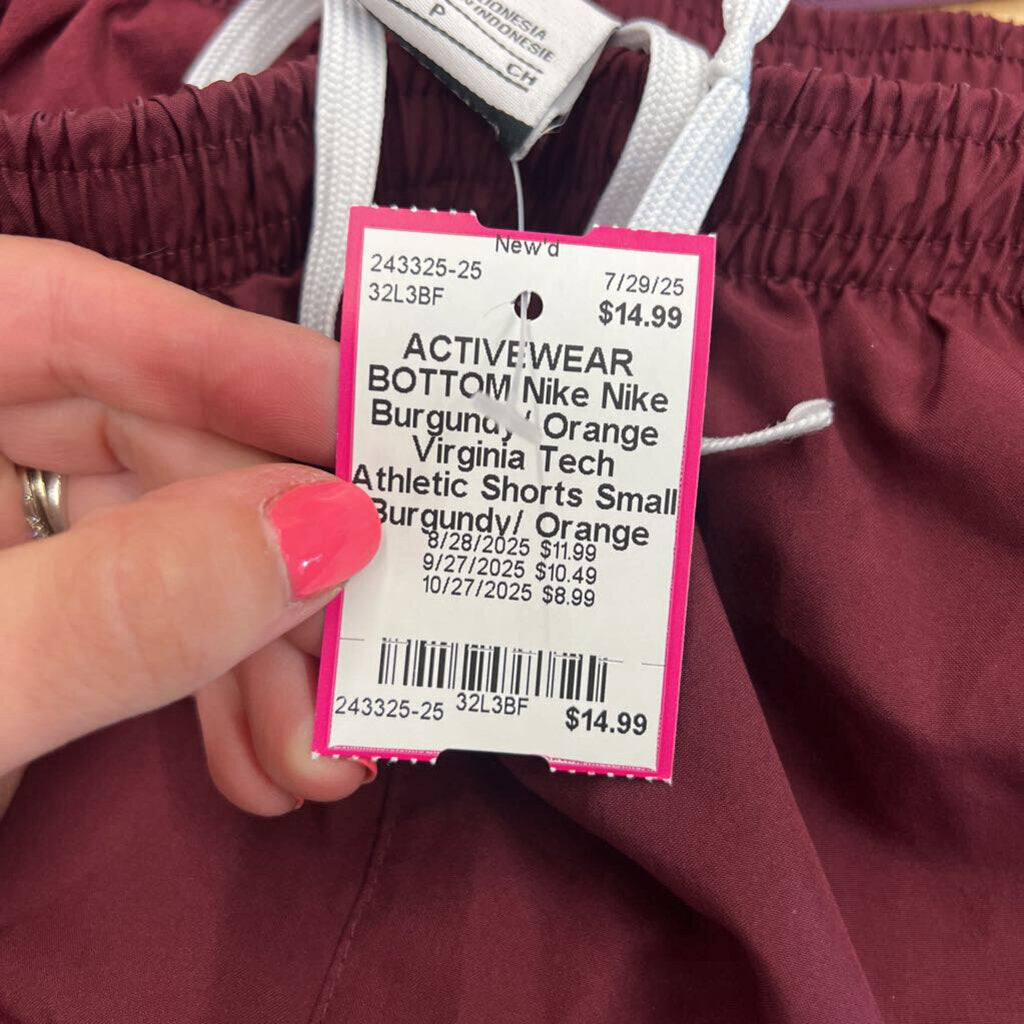 P
INDONESIE
CH
New'd
243325-25 7/29/25
32L3BF $14.99
ACTIVEWEAR
BOTTOM Nike Nike
Burgundy/ Orange
Virginia Tech
Athletic Shorts Small
Burgundy/ Orange
8/28/2025 $11.99
9/27/2025 $10.49
10/27/2025 $8.99
243325-25 32L3BF $14.99